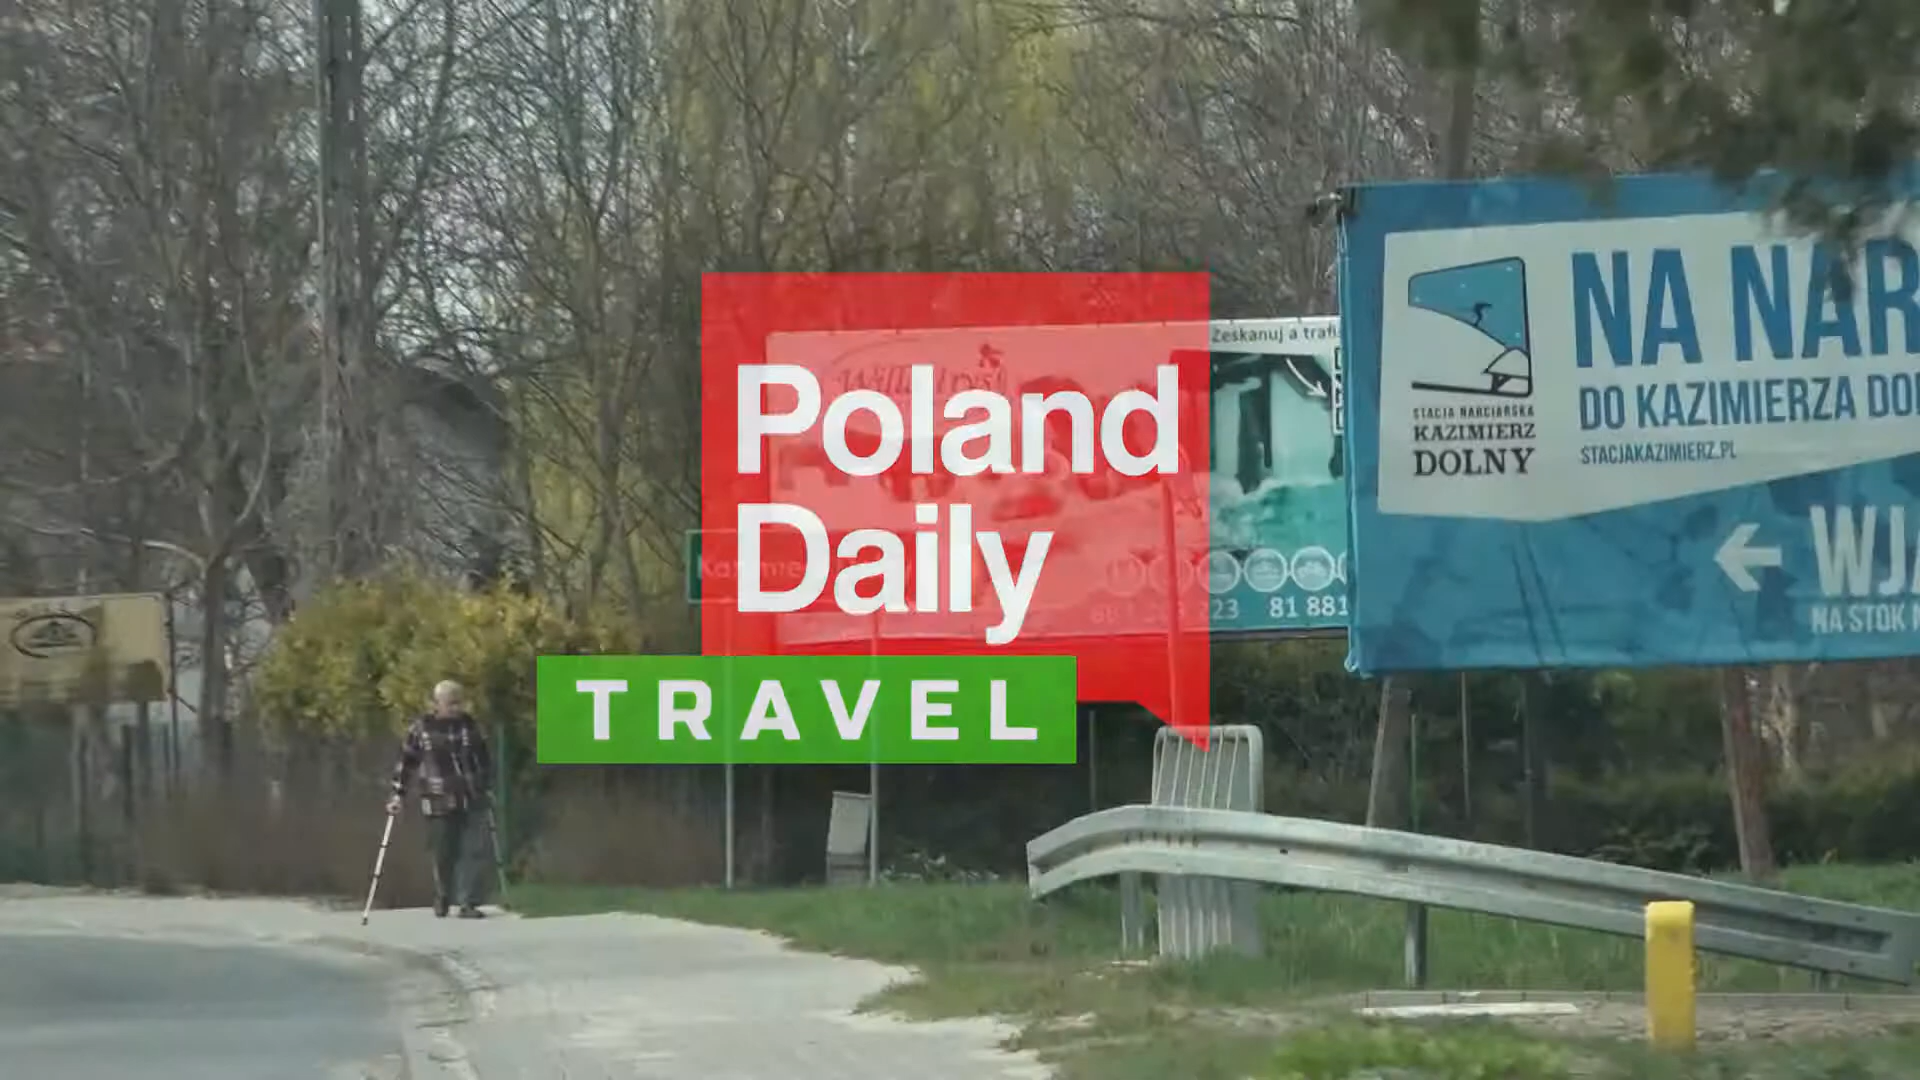 Poland
Daily
TRAVEL
Zeskanuj a trafi
81 881
STACJA NARCIARSKA
KAZIMIERZ
DOLNY
NA NAR
DO KAZIMIERZA DOL
STACJAKAZIMIERZ.PL
WJA
NA STOK N